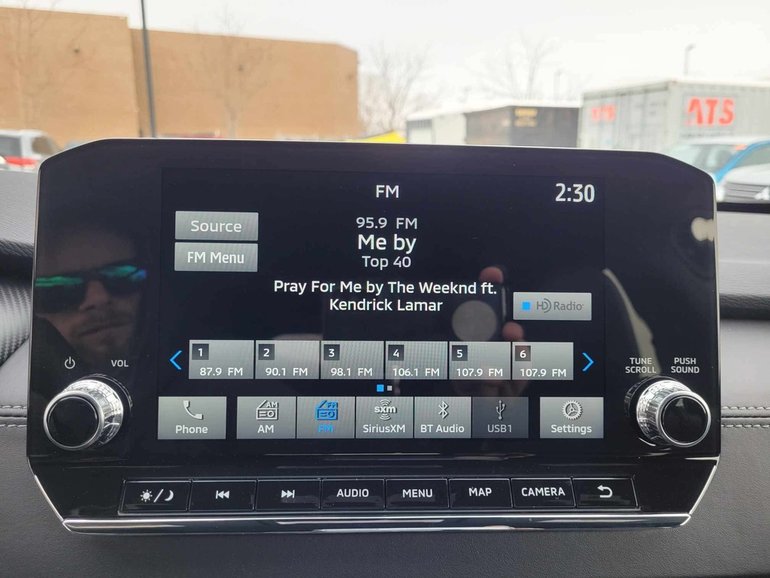 ATS
FM
2:30
Source
95.9 FM
Me by
FM Menu
Top 40
Pray For Me by The Weeknd ft.
Kendrick Lamar
HD Radio
1 2 3 4 5 6
87.9 FM 90.1 FM 98.1 FM 106.1 FM 107.9 FM 107.9 FM
VOL
TUNE SCROLL
PUSH SOUND
AM
FM
sxm
Phone AM FM SiriusXM BT Audio USB1 Settings
AUDIO MENU MAP CAMERA